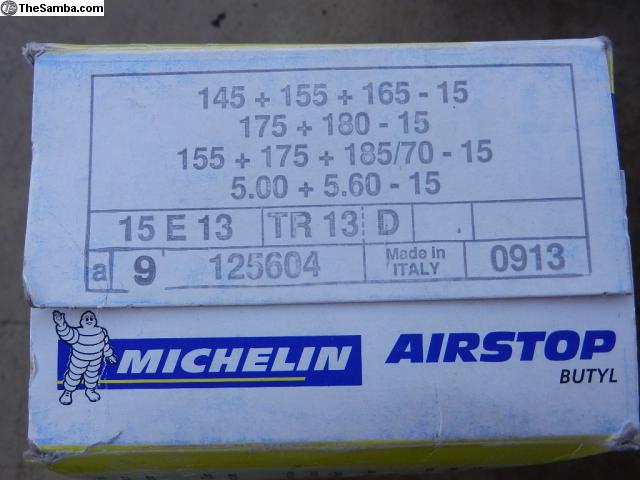 TheSamba.com
145 + 155 + 165 - 15
175 + 180 - 15
155 + 175 + 185/70 - 15
5.00 + 5.60 - 15
15 E 13 TR 13 D
a 9 125604 Made in ITALY 0913
MICHELIN AIRSTOP
BUTYL